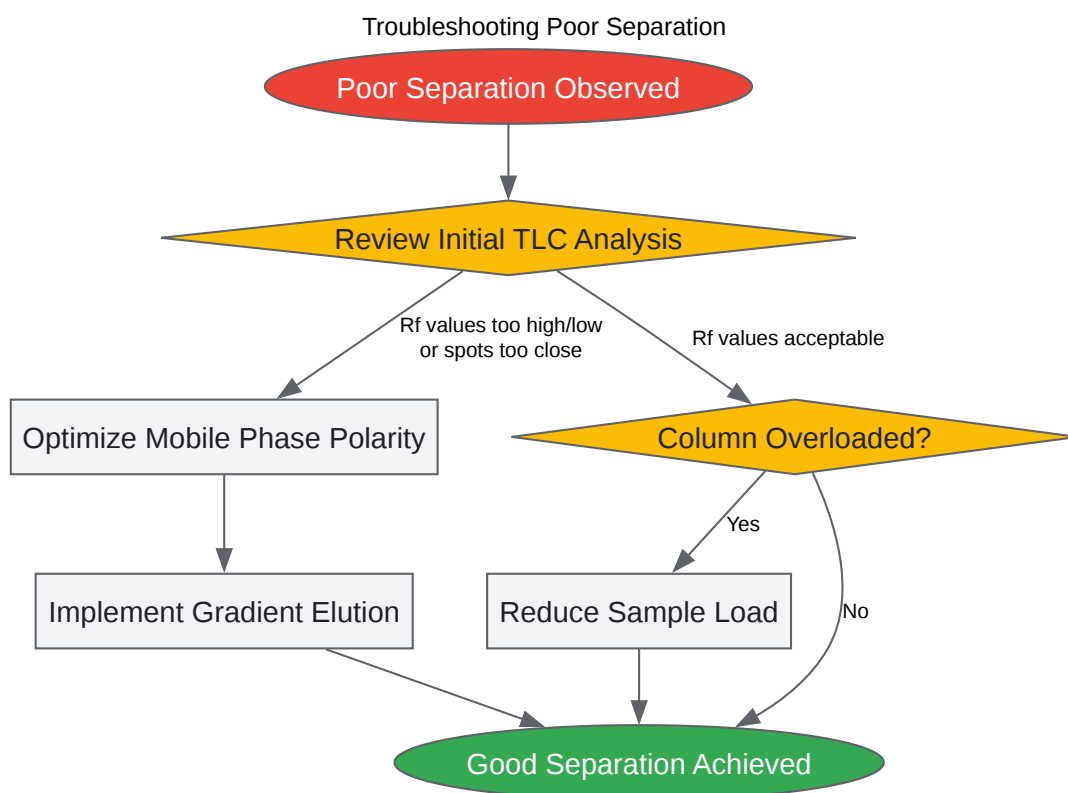 Troubleshooting Poor Separation
Poor Separation Observed
Review Initial TLC Analysis
Rf values too high/low
or spots too close
Rf values acceptable
Optimize Mobile Phase Polarity
Column Overloaded?
Yes
Implement Gradient Elution
Reduce Sample Load
No
Good Separation Achieved